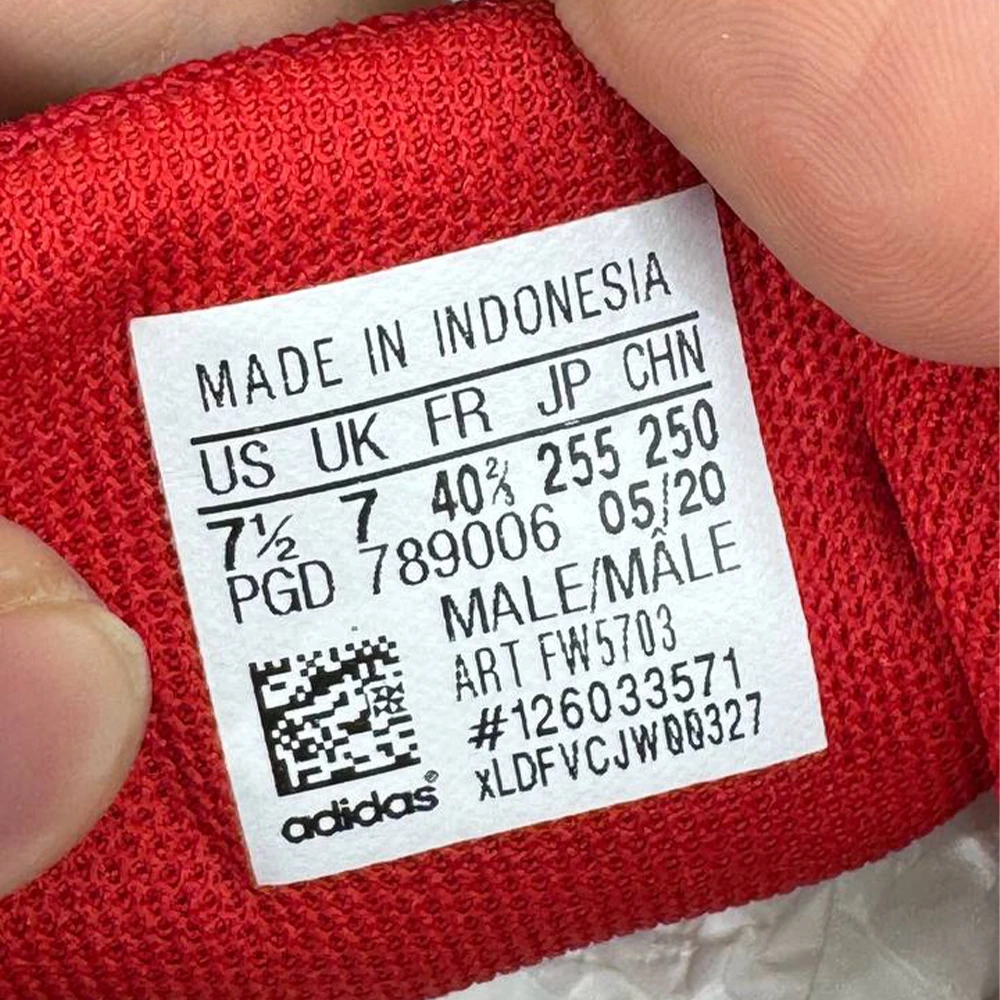 MADE IN INDONESIA
US UK FR JP CHN
7½ 7 40⅔ 255 250
PGD 789006 05/20
MALE/MÂLE
ART FW5703
#126033571
xLDFVCJW00327
adidas®